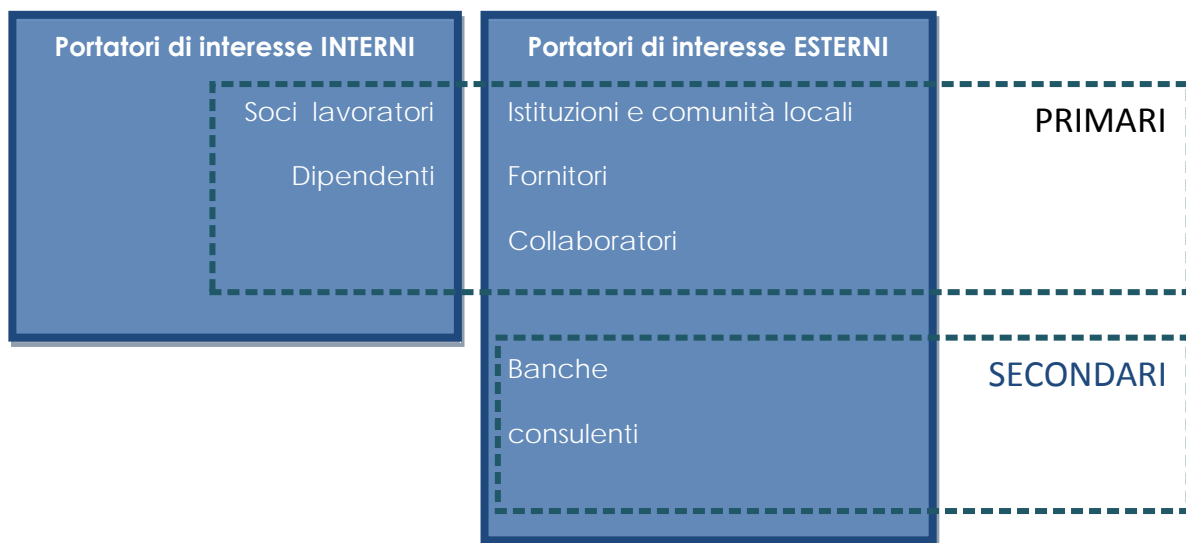 Portatori di interesse INTERNI
Soci lavoratori
Dipendenti
Portatori di interesse ESTERNI
Istituzioni e comunità locali
Fornitori
Collaboratori
Banche
consulenti
PRIMARI
SECONDARI